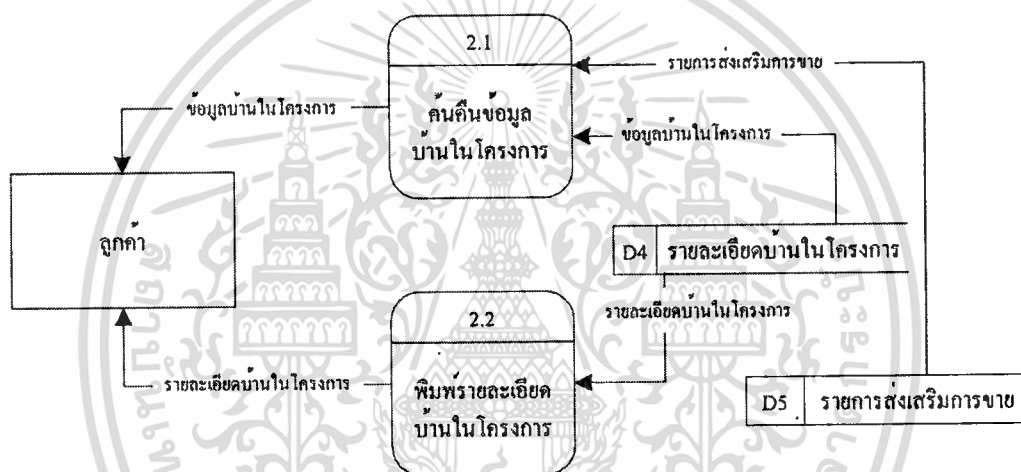 2.1
รายการส่งเสริมการขาย
ข้อมูลบ้านในโครงการ
ค้นคืนข้อมูล
บ้านในโครงการ
ข้อมูลบ้านในโครงการ
ลูกค้า
D4 รายละเอียดบ้านในโครงการ
2.2
รายละเอียดบ้านในโครงการ
รายละเอียดบ้านในโครงการ
พิมพ์รายละเอียด
บ้านในโครงการ
D5 รายการส่งเสริมการขาย